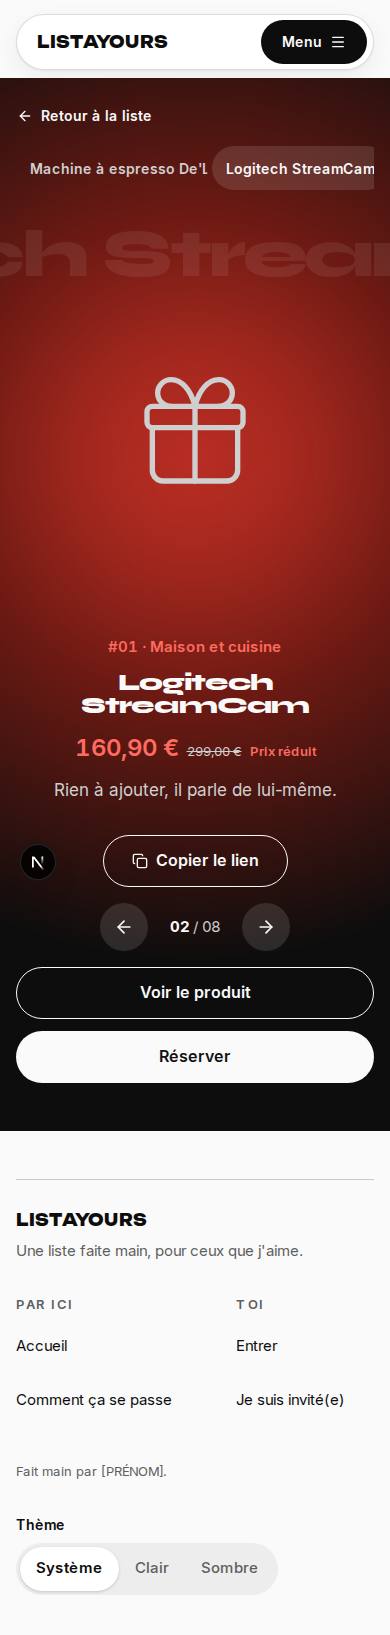 LISTAYOURS
Menu
Retour à la liste
Machine à espresso De'L
Logitech StreamCam
ch Strear
#01 · Maison et cuisine
Logitech
StreamCam
160,90 € 299,00 € Prix réduit
Rien à ajouter, il parle de lui-même.
N
Copier le lien
02 / 08
Voir le produit
Réserver
LISTAYOURS
Une liste faite main, pour ceux que j'aime.
PAR ICI
TOI
Accueil
Entrer
Comment ça se passe
Je suis invité(e)
Fait main par [PRÉNOM].
Thème
Système
Clair
Sombre